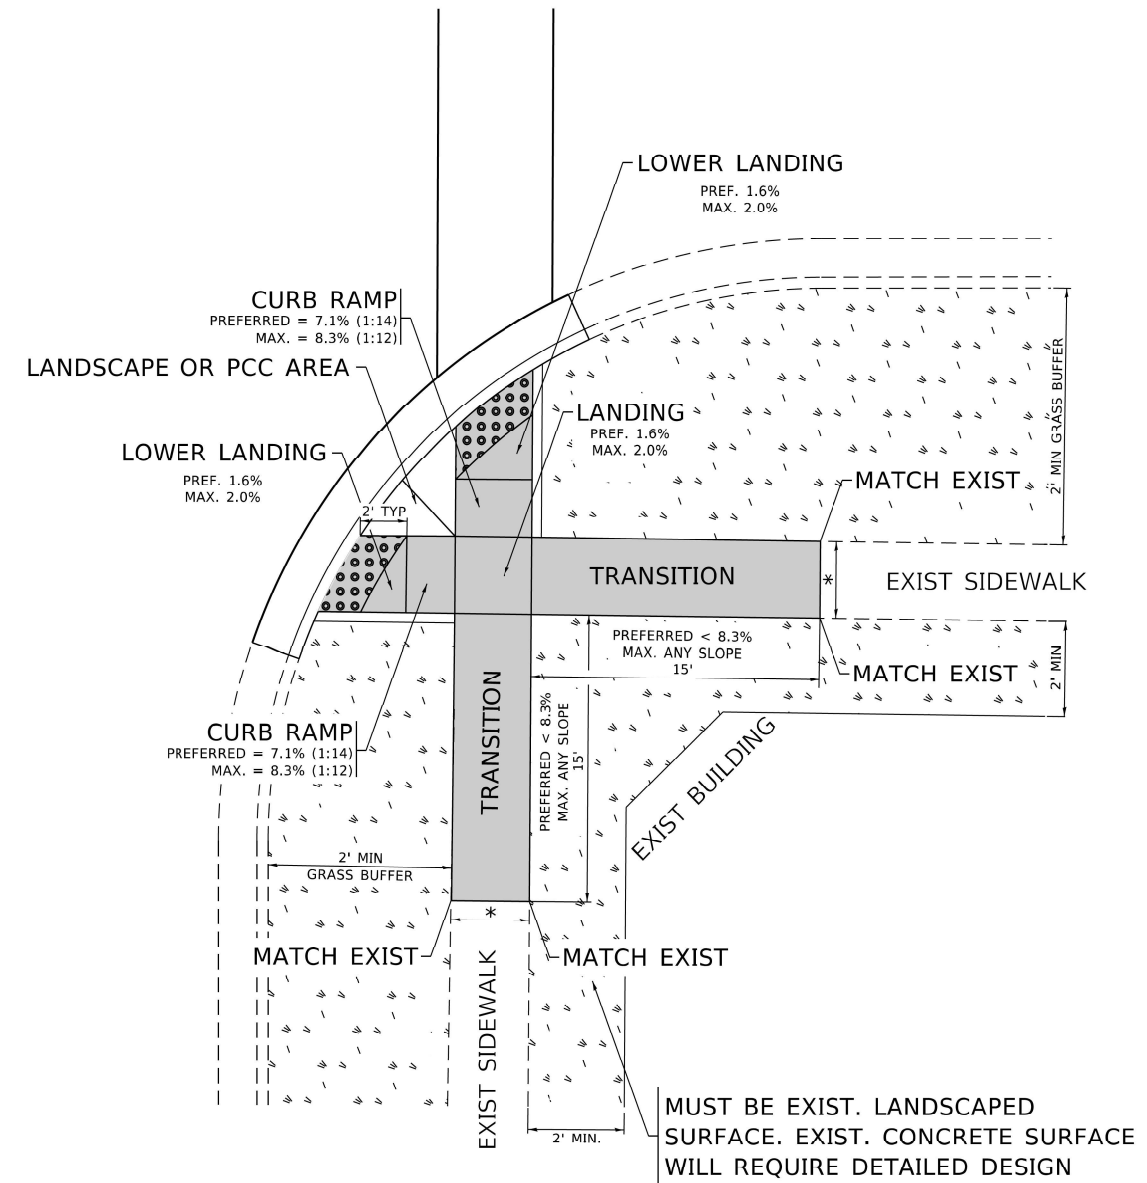 LOWER LANDING
PREF. 1.6%
MAX. 2.0%
CURB RAMP
PREFERRED = 7.1% (1:14)
MAX. = 8.3% (1:12)
LANDSCAPE OR PCC AREA
LANDING
PREF. 1.6%
MAX. 2.0%
LOWER LANDING
PREF. 1.6%
MAX. 2.0%
2' TYP
2' MIN GRASS BUFFER
MATCH EXIST
TRANSITION
*
EXIST SIDEWALK
PREFERRED < 8.3%
MAX. ANY SLOPE
15'
MATCH EXIST
2' MIN
TRANSITION
PREFERRED < 8.3%
MAX. ANY SLOPE
15'
CURB RAMP
PREFERRED = 7.1% (1:14)
MAX. = 8.3% (1:12)
EXIST BUILDING
2' MIN
GRASS BUFFER
*
MATCH EXIST
MATCH EXIST
EXIST SIDEWALK
2' MIN.
MUST BE EXIST. LANDSCAPED
SURFACE. EXIST. CONCRETE SURFACE
WILL REQUIRE DETAILED DESIGN